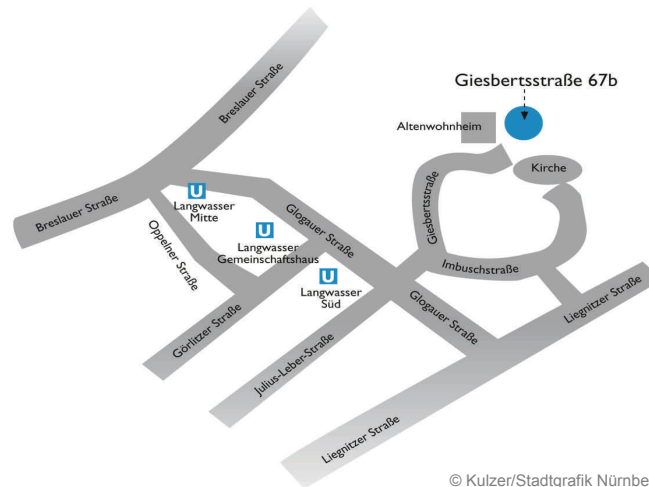 Breslauer Straße
Giesbertsstraße 67b
Altenwohnheim
Kirche
Breslauer Straße
U
Langwasser
Mitte
Oppelner Straße
U
Langwasser
Gemeinschaftshaus
Glogauer Straße
Giesbertsstraße
U
Langwasser
Süd
Imbuschstraße
Görlitzer Straße
Glogauer Straße
Liegnitzer Straße
Julius-Leber-Straße
Liegnitzer Straße
© Kulzer/Stadtgrafik Nürnbe